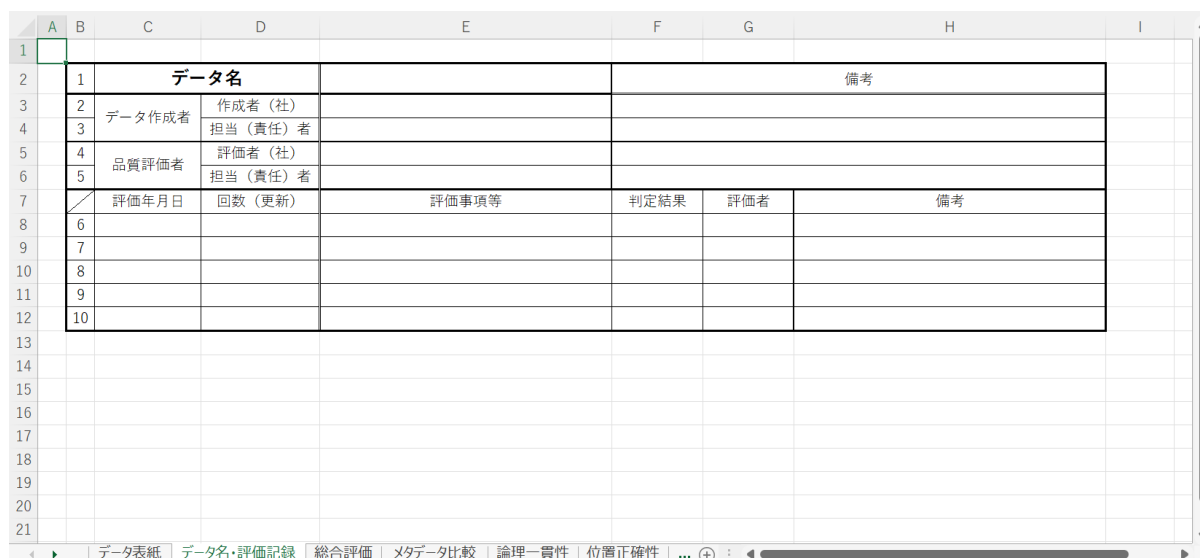 A B C D E F G H I
1
2 1 データ名 備考
3 2 データ作成者 作成者（社）
4 3 担当（責任）者
5 4 品質評価者 評価者（社）
6 5 担当（責任）者
7 評価年月日 回数（更新） 評価事項等 判定結果 評価者 備考
8 6
9 7
10 8
11 9
12 10
13
14
15
16
17
18
19
20
21
データ表紙 データ名・評価記録 総合評価 メタデータ比較 論理一貫性 位置正確性 ...